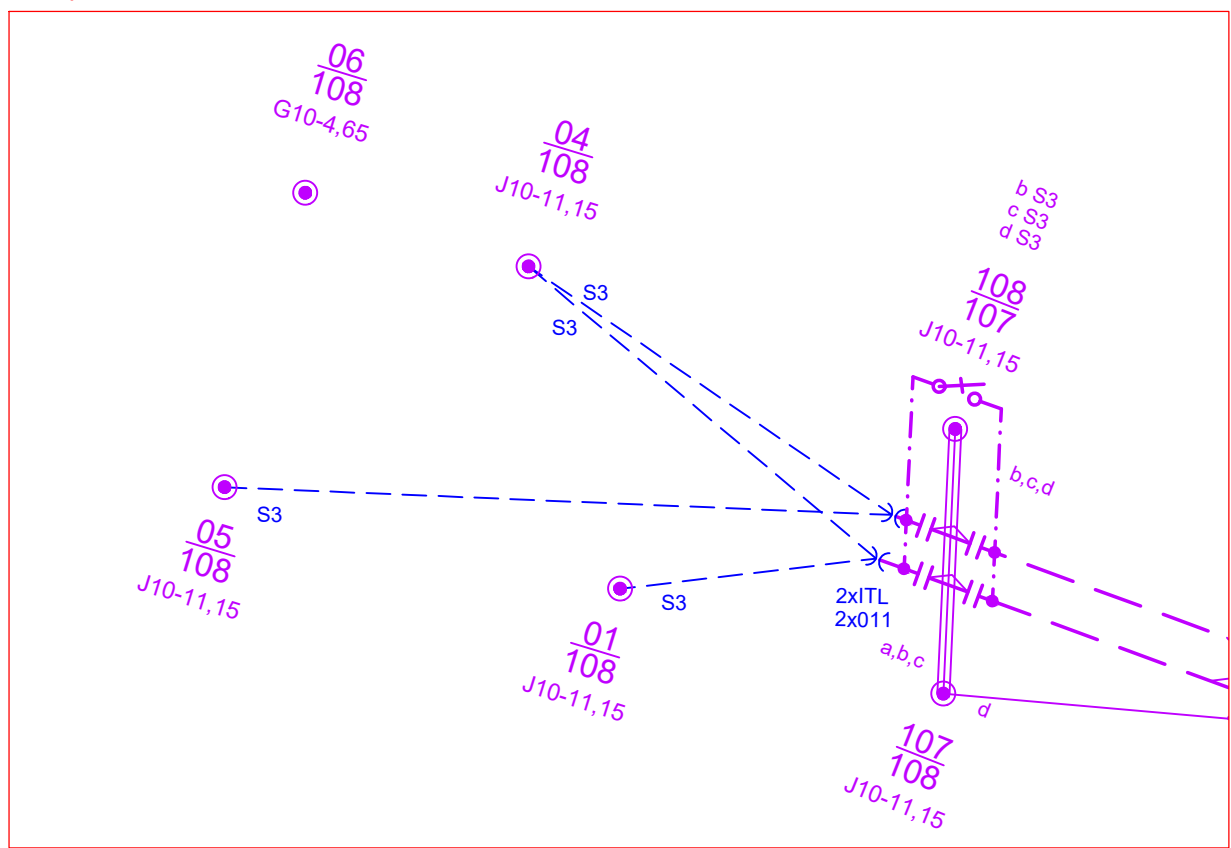 06
108
G10-4,65
04
108
J10-11,15
b S3
c S3
d S3
108
107
J10-11,15
S3
S3
b,c,d
S3
05
108
J10-11,15
S3
2xITL
2x011
01
108
J10-11,15
a,b,c
d
107
108
J10-11,15